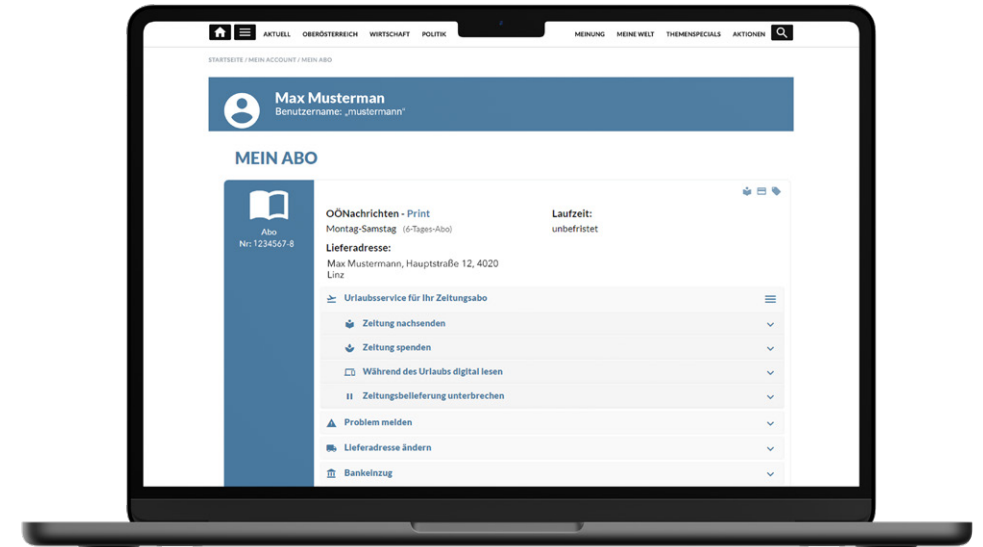 AKTUELL OBERÖSTERREICH WIRTSCHAFT POLITIK MEINUNG MEINE WELT THEMENSPECIALS AKTIONEN
STARTSEITE / MEIN ACCOUNT / MEIN ABO
Max Musterman
Benutzername: „mustermann"
MEIN ABO
Abo
Nr: 1234567-8
OÖNachrichten - Print
Montag-Samstag (6-Tages-Abo)
Laufzeit:
unbefristet
Lieferadresse:
Max Mustermann, Hauptstraße 12, 4020
Linz
Urlaubsservice für Ihr Zeitungsabo
Zeitung nachsenden
Zeitung spenden
Während des Urlaubs digital lesen
Zeitungsbelieferung unterbrechen
Problem melden
Lieferadresse ändern
Bankeinzug